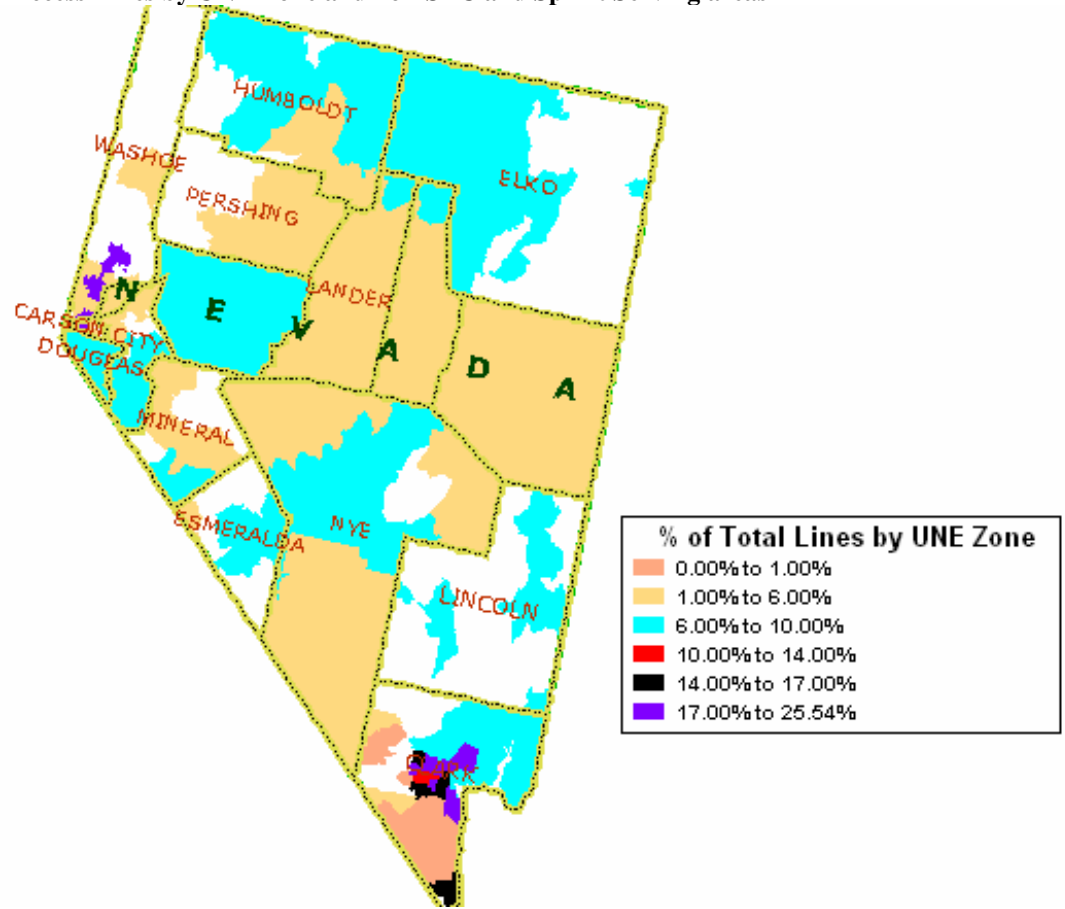 HUMBOLDT
WASHOE
ELKO
PERSHING
LANDER
N E V A D A
CARSON CITY
DOUGLAS
MINERAL
ESMERALDA
NYE
LINCOLN
CLARK
% of Total Lines by UNE Zone
0.00% to 1.00%
1.00% to 6.00%
6.00% to 10.00%
10.00% to 14.00%
14.00% to 17.00%
17.00% to 25.54%